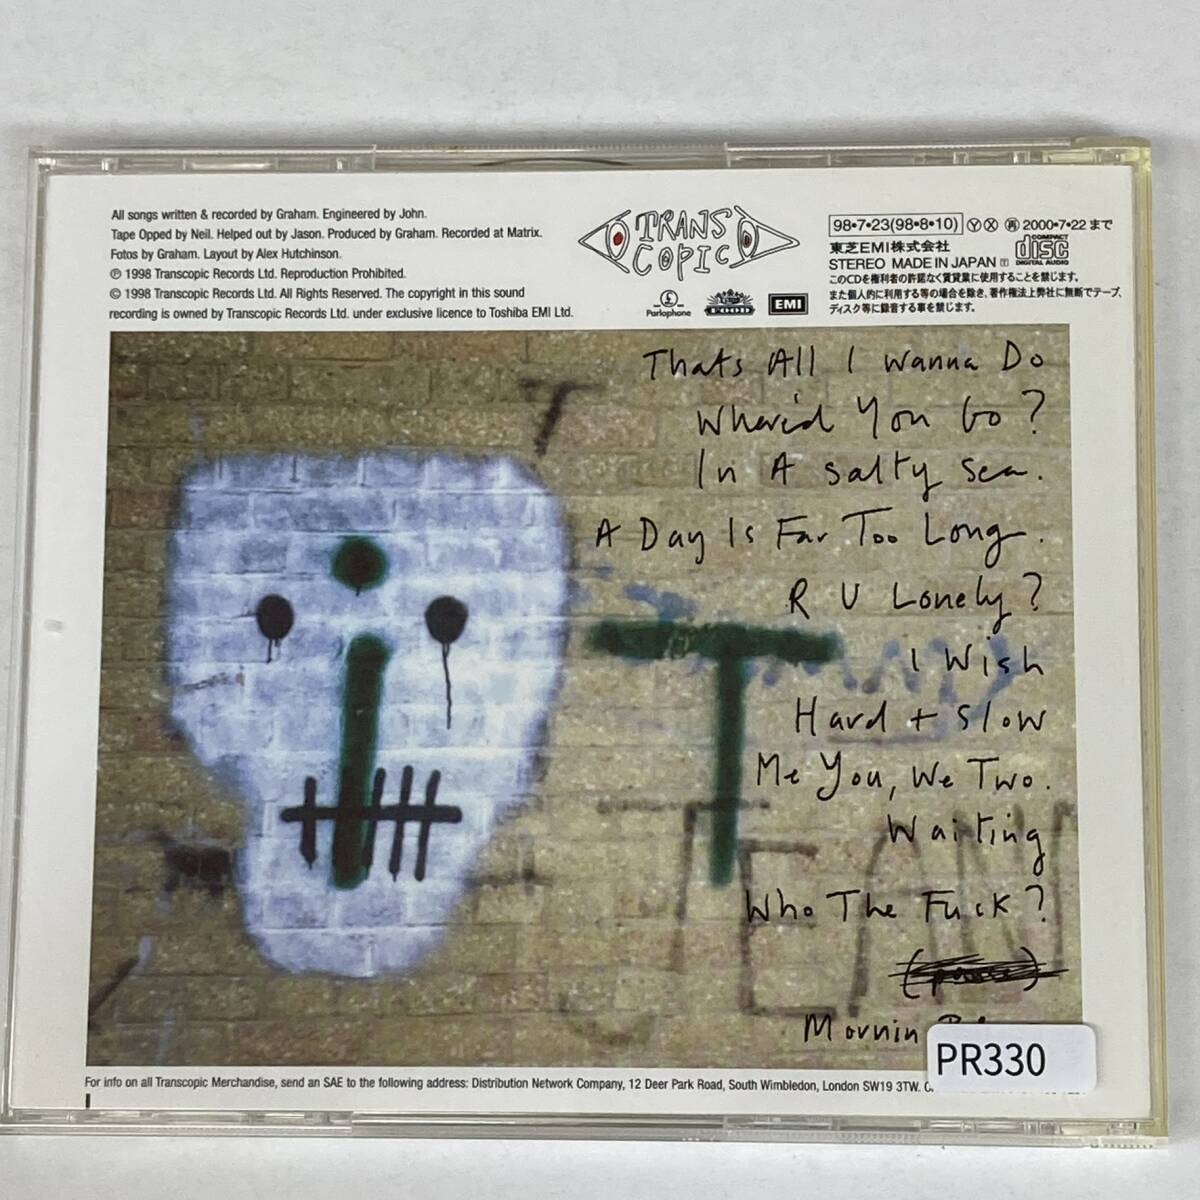 All songs written & recorded by Graham. Engineered by John.
Tape Opped by Neil. Helped out by Jason. Produced by Graham. Recorded at Matrix.
Fotos by Graham. Layout by Alex Hutchinson.
℗ 1998 Transcopic Records Ltd. Reproduction Prohibited.
© 1998 Transcopic Records Ltd. All Rights Reserved. The copyright in this sound
recording is owned by Transcopic Records Ltd. under exclusive licence to Toshiba EMI Ltd.
TRANS
COPIC
Parlophone
FOOD
EMI
98•7•23(98•8•10) Ⓨ Ⓧ ㊢ 2000•7•22 まで
東芝EMI株式会社
STEREO MADE IN JAPAN
COMPACT
disc
DIGITAL AUDIO
このCDを権利者の許諾なく賃貸業に使用することを禁じます。
また個人的に利用する等の場合を除き、著作権法上弊社に無断でテープ、
ディスク等に録音する事を禁じます。
Thats All I Wanna Do
Where'd You Go?
In A Salty Sea.
A Day Is Far Too Long.
R U Lonely?
I Wish
Hard + Slow
Me You, We Two.
Waiting
Who The Fuck?
Mornin
iT
JEAN
PR330
For info on all Transcopic Merchandise, send an SAE to the following address: Distribution Network Company, 12 Deer Park Road, South Wimbledon, London SW19 3TW.